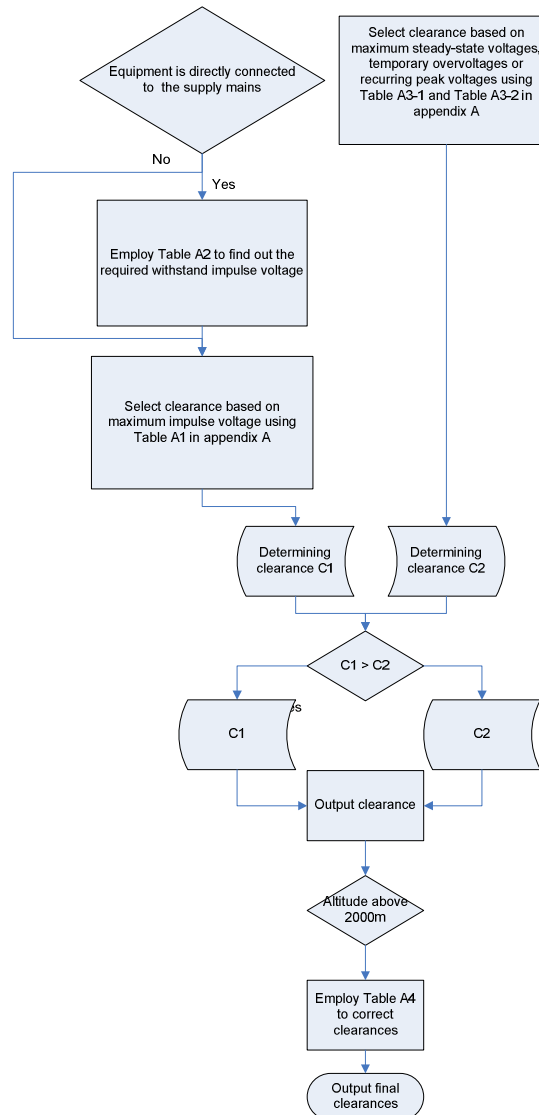 Equipment is directly connected
to the supply mains
Select clearance based on
maximum steady-state voltages,
temporary overvoltages or
recurring peak voltages using
Table A3-1 and Table A3-2 in
appendix A
No
Yes
Employ Table A2 to find out the
required withstand impulse voltage
Select clearance based on
maximum impulse voltage using
Table A1 in appendix A
Determining
clearance C1
Determining
clearance C2
C1 > C2
es
C1
C2
Output clearance
Altitude above
2000m
Employ Table A4
to correct
clearances
Output final
clearances